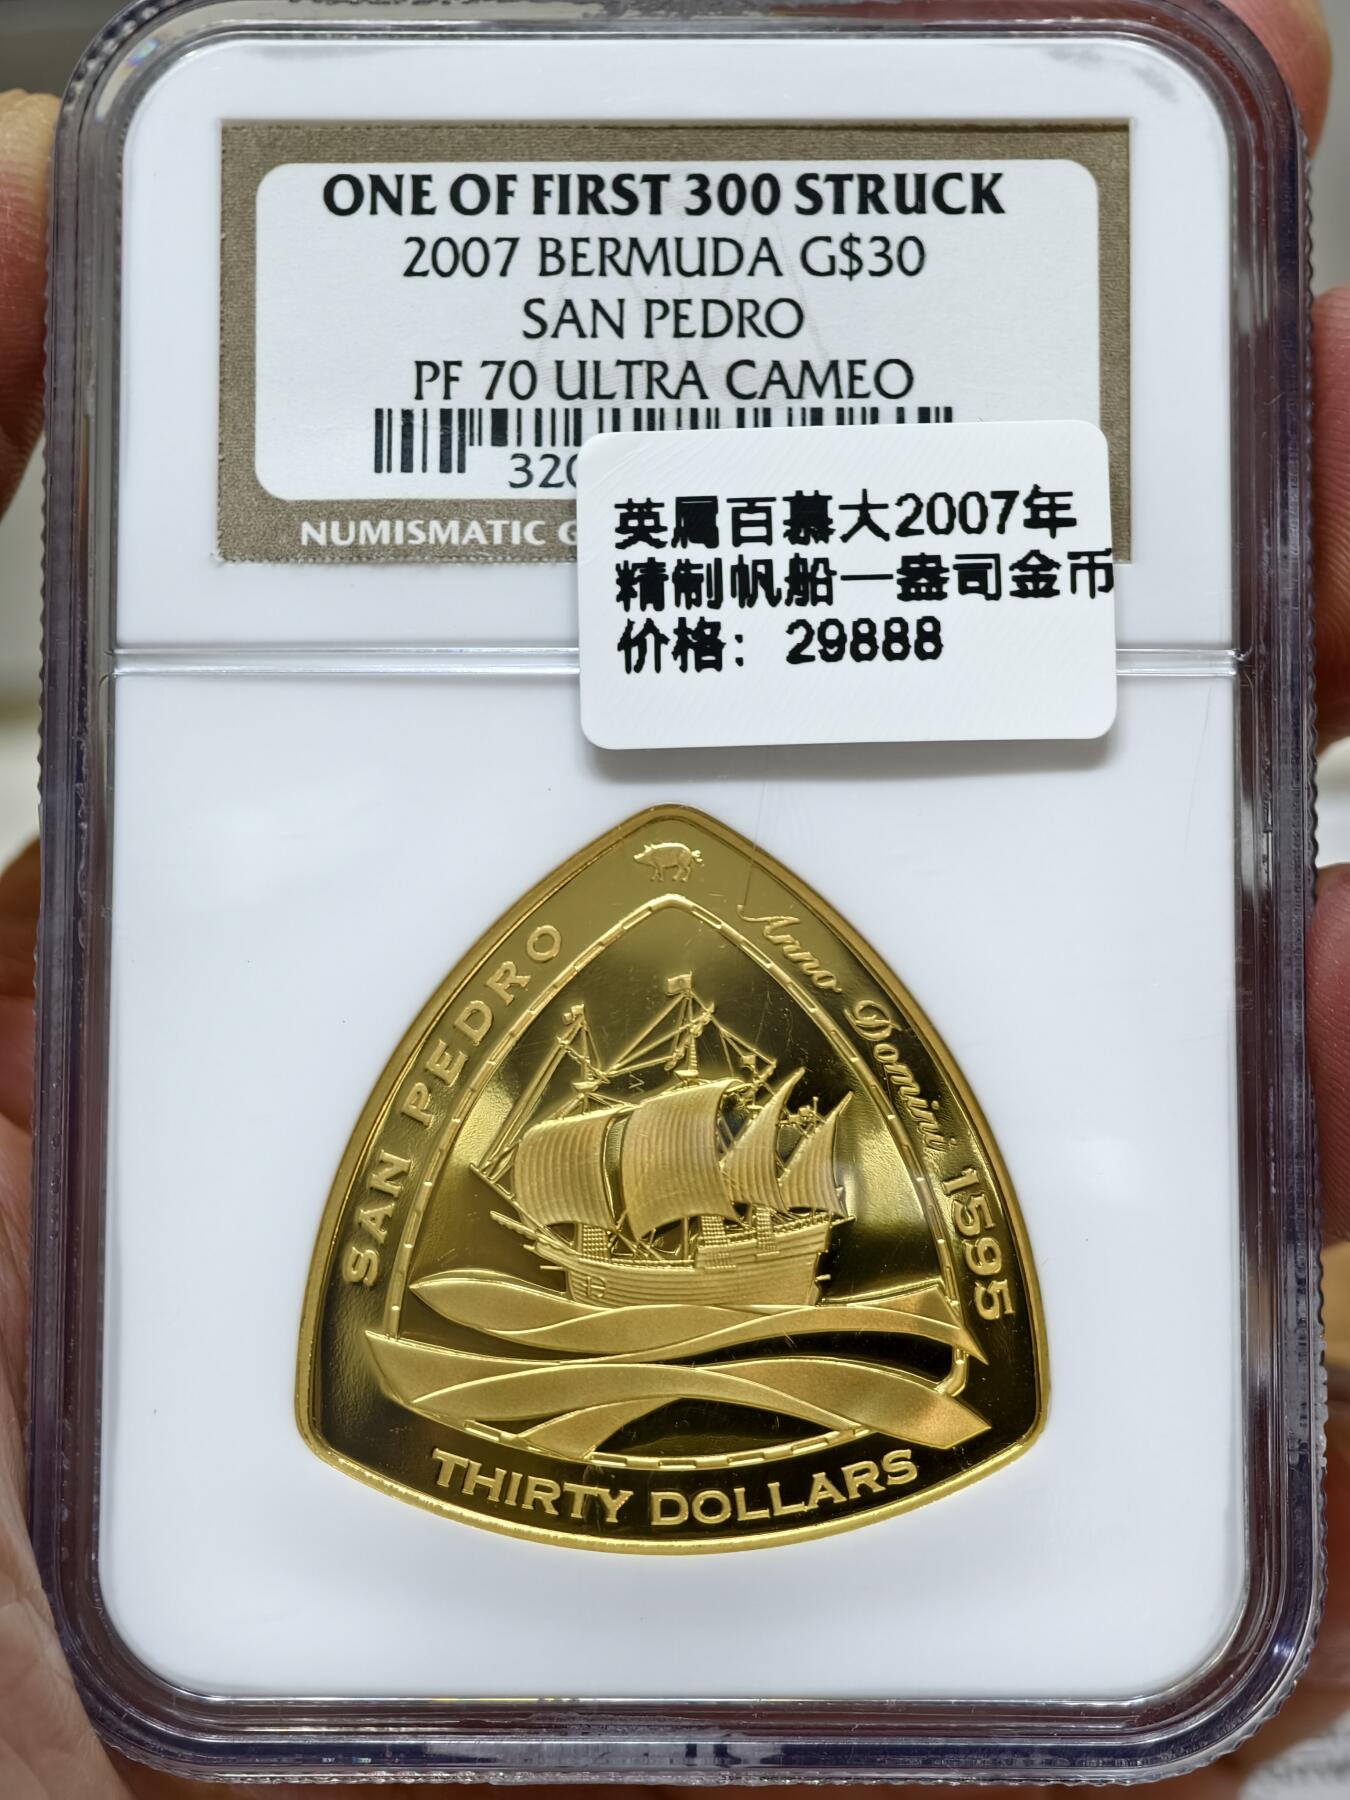 ONE OF FIRST 300 STRUCK
2007 BERMUDA G$30
SAN PEDRO
PF 70 ULTRA CAMEO
320
NUMISMATIC G
英属百慕大2007年
精制帆船一盎司金币
价格：29888
SAN PEDRO
Anno Domini 1595
THIRTY DOLLARS